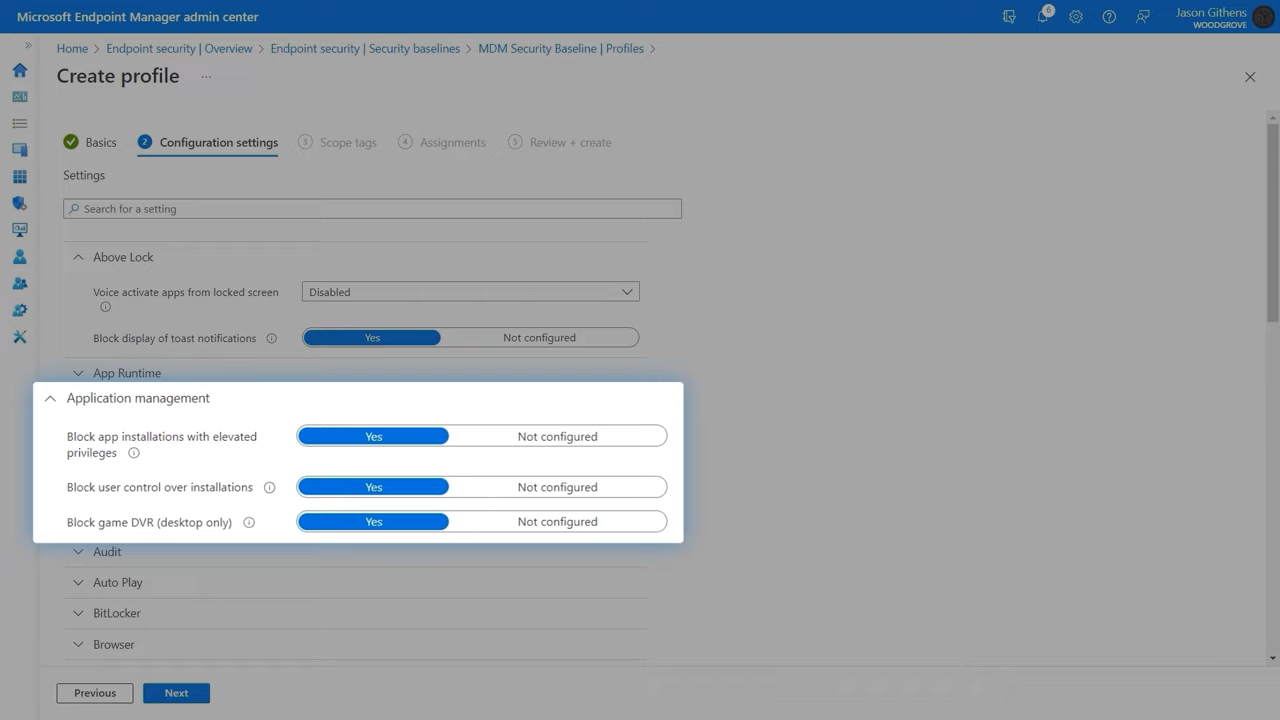 Microsoft Endpoint Manager admin center
6
Jason Githens
WOODGROVE
Home > Endpoint security | Overview > Endpoint security | Security baselines > MDM Security Baseline | Profiles >
Create profile ...
Basics
2 Configuration settings
3 Scope tags
4 Assignments
5 Review + create
Settings
Search for a setting
Above Lock
Voice activate apps from locked screen
Disabled
Block display of toast notifications
Yes
Not configured
App Runtime
Application management
Block app installations with elevated
privileges
Yes
Not configured
Block user control over installations
Yes
Not configured
Block game DVR (desktop only)
Yes
Not configured
Audit
Auto Play
BitLocker
Browser
Previous
Next